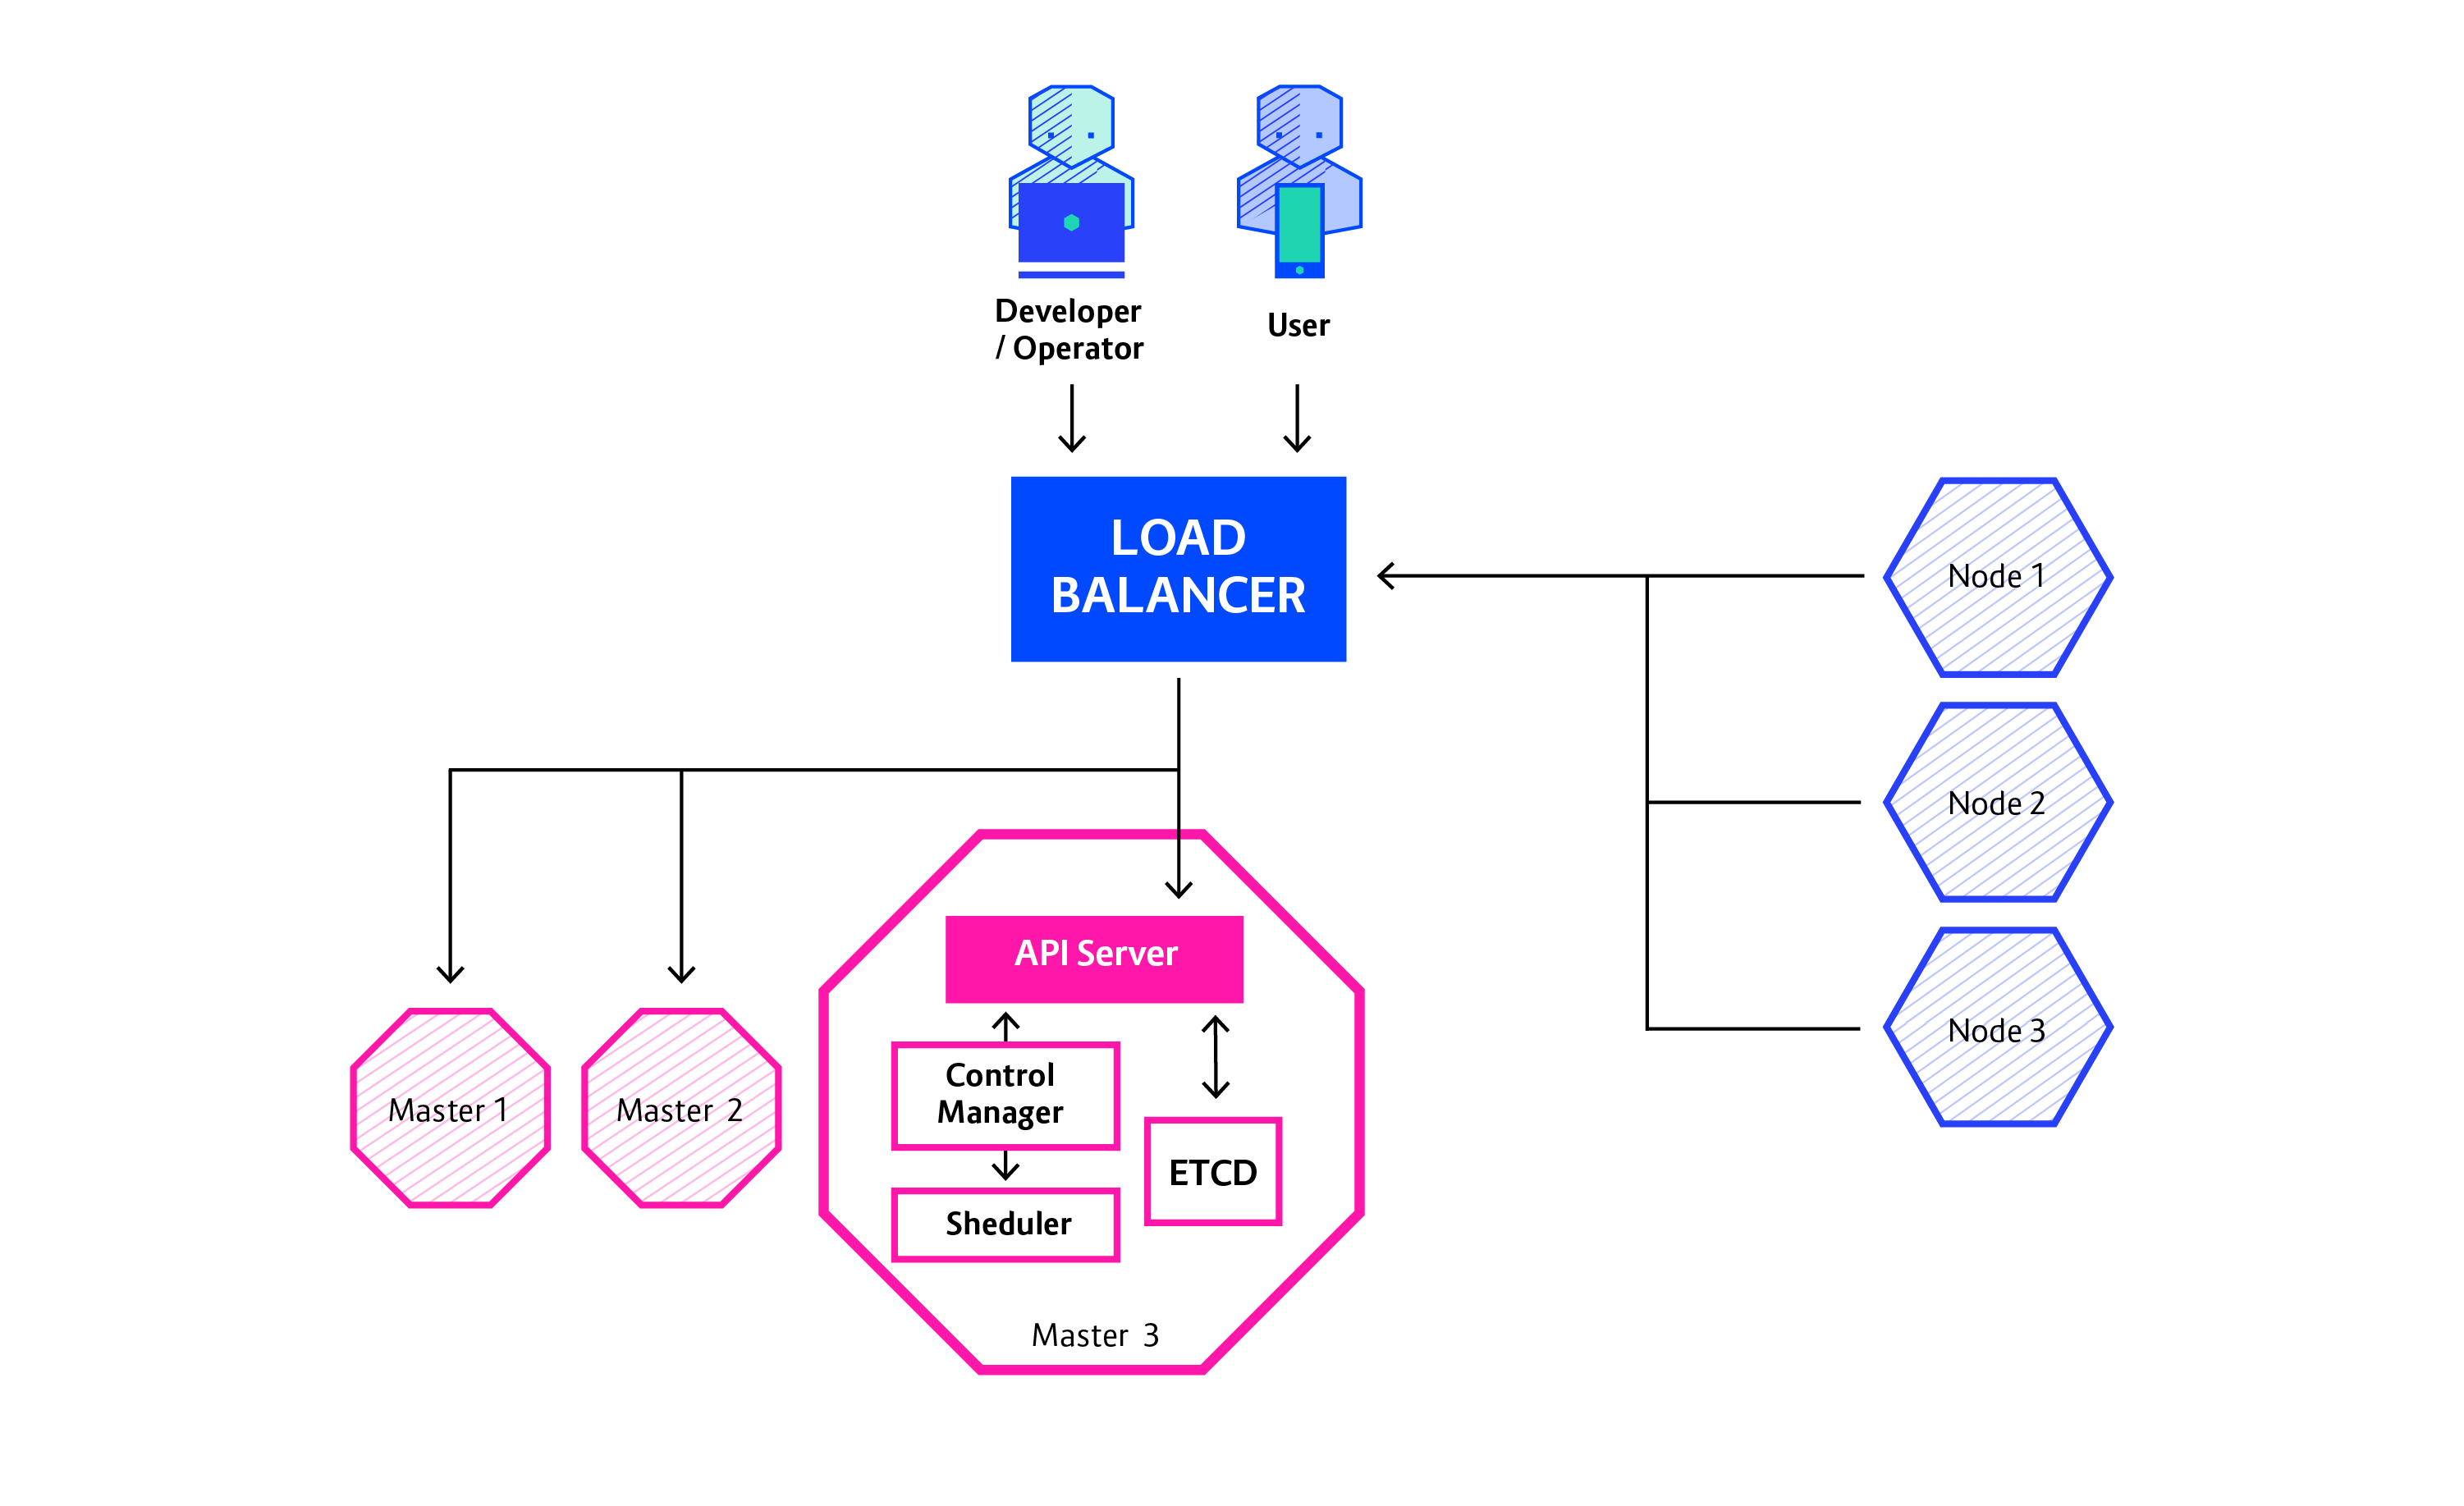 Developer
/ Operator
User
LOAD
BALANCER
Node 1
Node 2
Node 3
API Server
Control
Manager
ETCD
Sheduler
Master 1
Master 2
Master 3